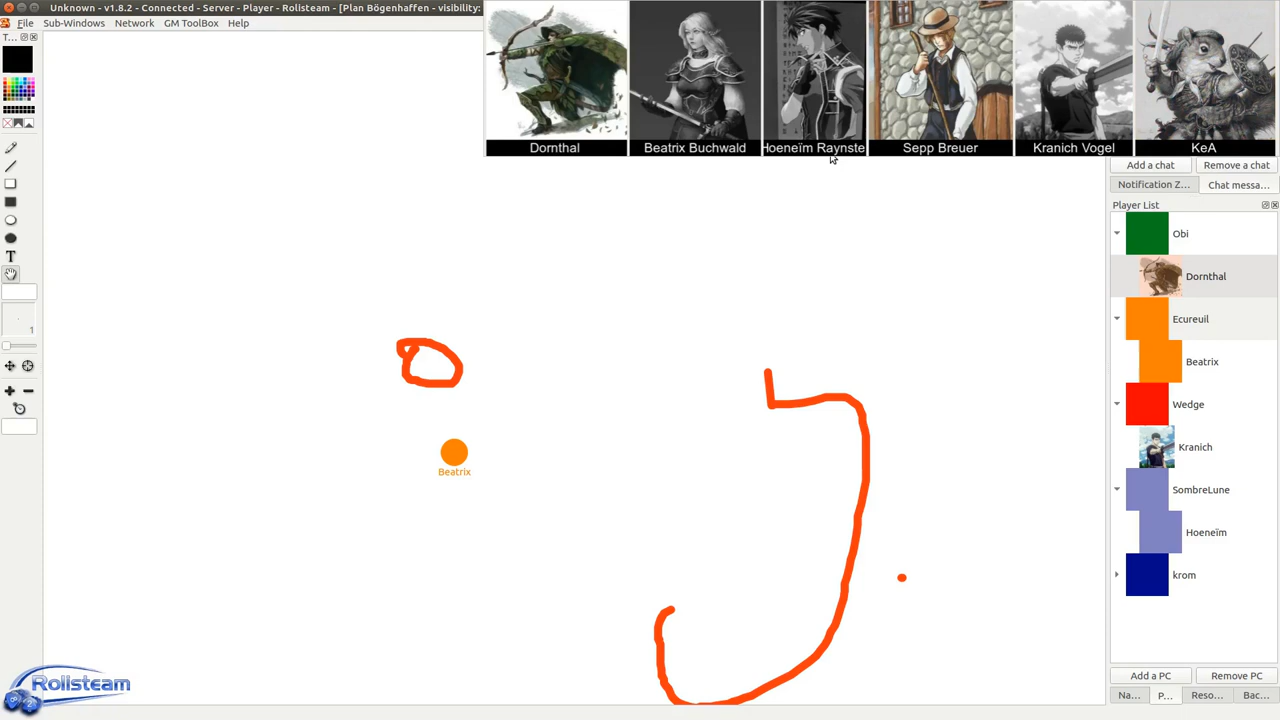 Unknown - v1.8.2 - Connected - Server - Player - Rolisteam - [Plan Bögenhaffen - visibility:
File Sub-Windows Network GM ToolBox Help
T...
Dornthal
Beatrix Buchwald
Hoeneïm Raynste
Sepp Breuer
Kranich Vogel
KeA
Add a chat
Remove a chat
Notification Z...
Chat messa...
Player List
Obi
Dornthal
Ecureuil
Beatrix
Wedge
Kranich
SombreLune
Hoeneïm
krom
T
1
Beatrix
Add a PC
Remove PC
Na...
P...
Reso...
Bac...
Rolisteam